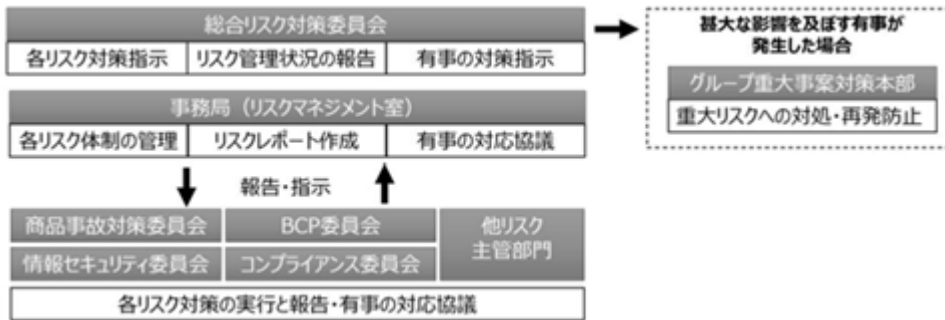 総合リスク対策委員会
各リスク対策指示
リスク管理状況の報告
有事の対策指示
事務局(リスクマネジメント室)
各リスク体制の管理
リスクレポート作成
有事の対応協議
報告・指示
商品事故対策委員会
BCP委員会
他リスク
主管部門
情報セキュリティ委員会
コンプライアンス委員会
各リスク対策の実行と報告・有事の対応協議
甚大な影響を及ぼす有事が
発生した場合
グループ重大事案対策本部
重大リスクへの対処・再発防止